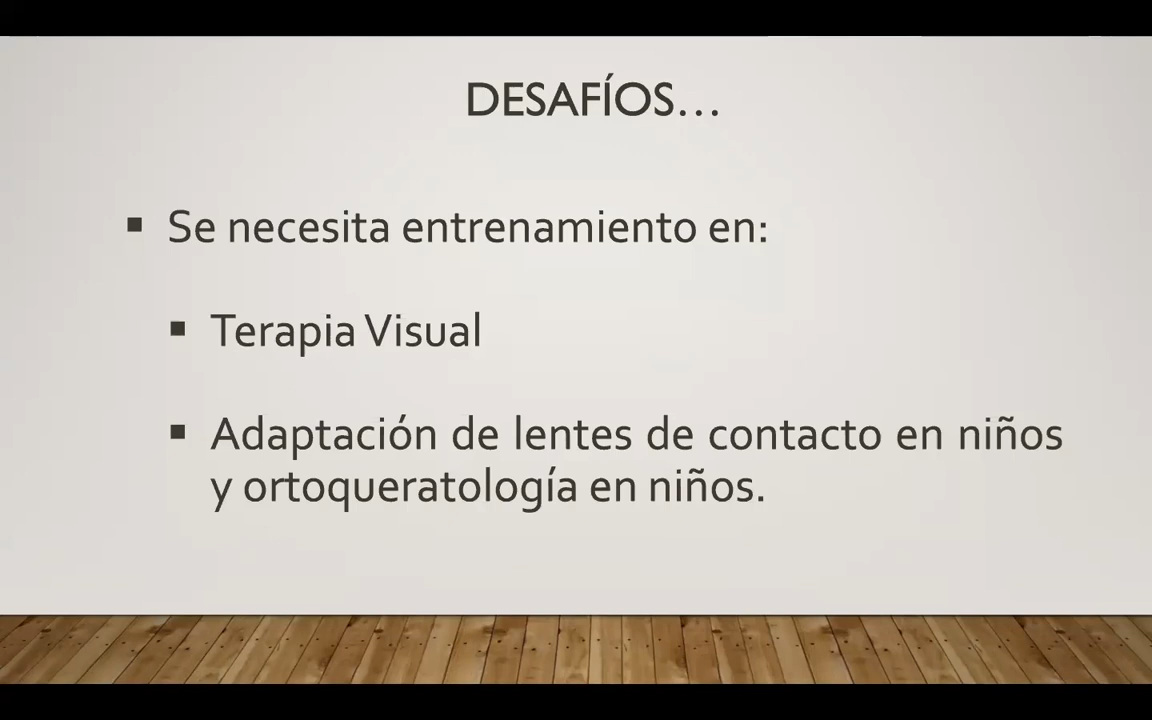 DESAFÍOS...
▪ Se necesita entrenamiento en:
▪ Terapia Visual
▪ Adaptación de lentes de contacto en niños
y ortoqueratología en niños.